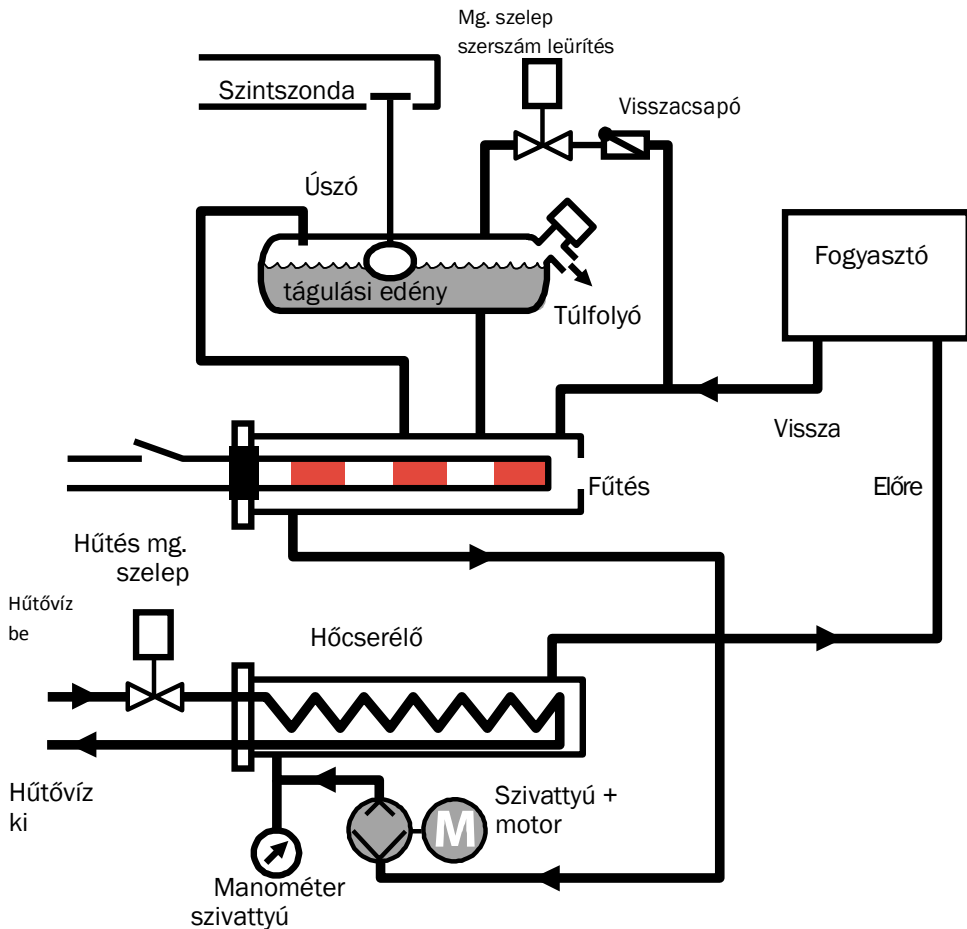 Mg. szelep
szerszám leürítés
Szintszonda
Visszacsapó
Úszó
Fogyasztó
tágulási edény
Túlfolyó
Vissza
Fűtés
Előre
Hűtés mg.
szelep
Hűtővíz
be
Hőcserélő
Hűtővíz
ki
Szivattyú +
motor
M
Manométer
szivattyú